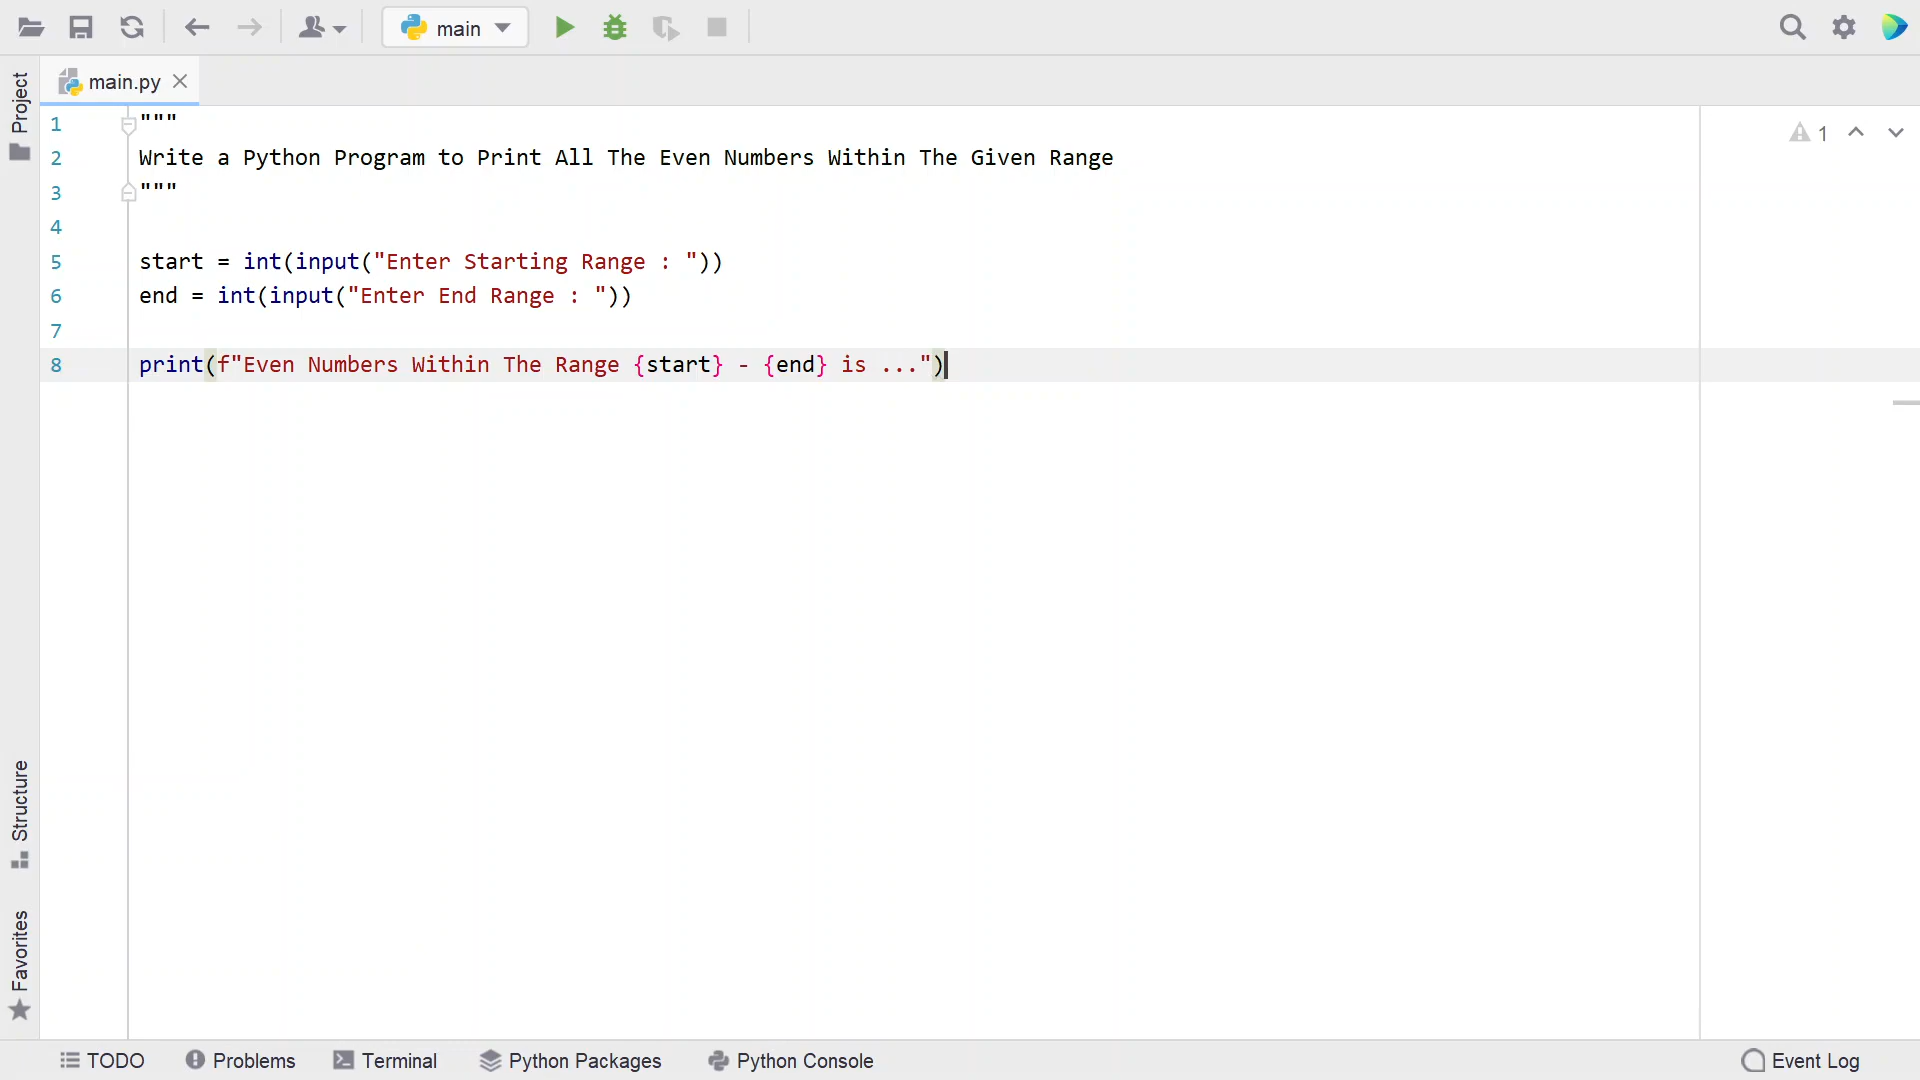 main
main.py
Project
1
1 """
2 Write a Python Program to Print All The Even Numbers Within The Given Range
3 """
4
5 start = int(input("Enter Starting Range : "))
6 end = int(input("Enter End Range : "))
7
8 print(f"Even Numbers Within The Range {start} - {end} is ...")
Structure
Favorites
TODO
Problems
Terminal
Python Packages
Python Console
Event Log